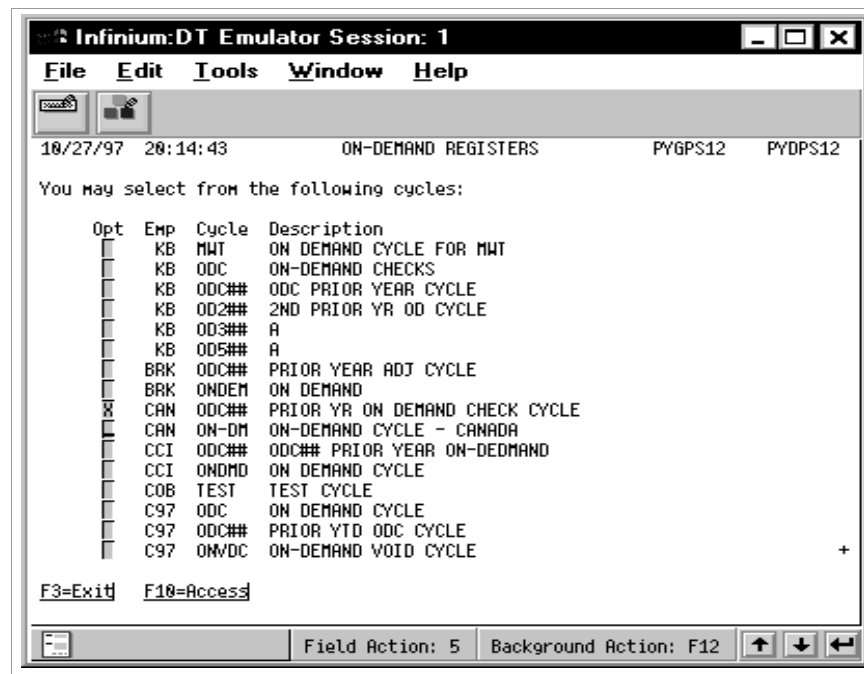 Infinium:DT Emulator Session: 1
File Edit Tools Window Help
10/27/97 20:14:43 ON-DEMAND REGISTERS PYGPS12 PYDPS12
You may select from the following cycles:
Opt Emp Cycle Description
KB MWT ON DEMAND CYCLE FOR MWT
KB ODC ON-DEMAND CHECKS
KB ODC## ODC PRIOR YEAR CYCLE
KB OD2## 2ND PRIOR YR OD CYCLE
KB OD3## A
KB OD5## A
BRK ODC## PRIOR YEAR ADJ CYCLE
BRK ONDEM ON DEMAND
X CAN ODC## PRIOR YR ON DEMAND CHECK CYCLE
CAN ON-DM ON-DEMAND CYCLE - CANADA
CCI ODC## ODC## PRIOR YEAR ON-DEDMAND
CCI ONDMD ON DEMAND CYCLE
COB TEST TEST CYCLE
C97 ODC ON DEMAND CYCLE
C97 ODC## PRIOR YTD ODC CYCLE
C97 ONVDC ON-DEMAND VOID CYCLE +
F3=Exit F10=Access
Field Action: 5 Background Action: F12